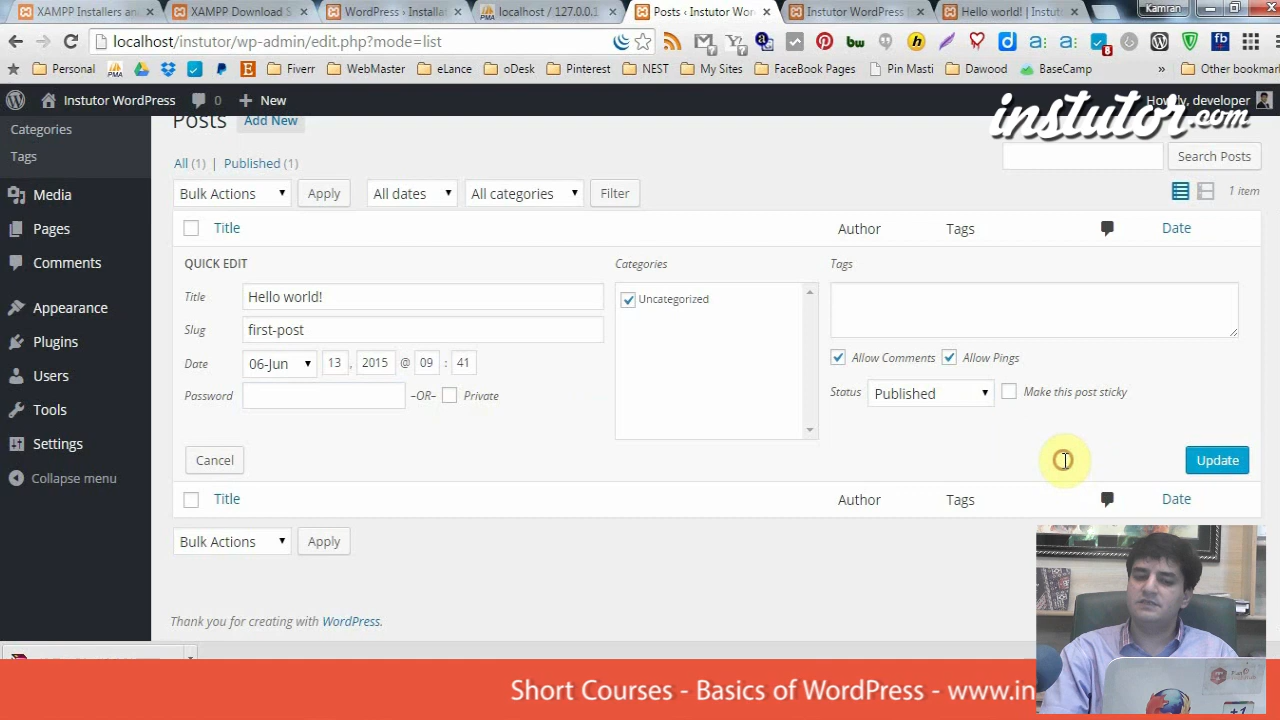 XAMPP Installers an
XAMPP Download S
WordPress › Installa
localhost / 127.0.0.1
Posts ‹ Instutor Wor
Instutor WordPress
Hello world! | Instuto
Kamran
localhost/instutor/wp-admin/edit.php?mode=list
Personal
Fiverr
WebMaster
eLance
oDesk
Pinterest
NEST
My Sites
FaceBook Pages
Pin Masti
Dawood
BaseCamp
»
Other bookmar
Instutor WordPress
0
+ New
Howdy, developer
instutor.com
Categories
Tags
Media
Pages
Comments
Appearance
Plugins
Users
Tools
Settings
Collapse menu
Posts
Add New
All (1) | Published (1)
Search Posts
Bulk Actions
Apply
All dates
All categories
Filter
1 item
Title
Author
Tags
Date
QUICK EDIT
Categories
Tags
Title
Hello world!
Uncategorized
Slug
first-post
Date
06-Jun
13
,
2015
@
09
:
41
Allow Comments
Allow Pings
Password
–OR–
Private
Status
Published
Make this post sticky
Cancel
Update
Title
Author
Tags
Date
Bulk Actions
Apply
Thank you for creating with WordPress.
Short Courses - Basics of WordPress - www.in
+1